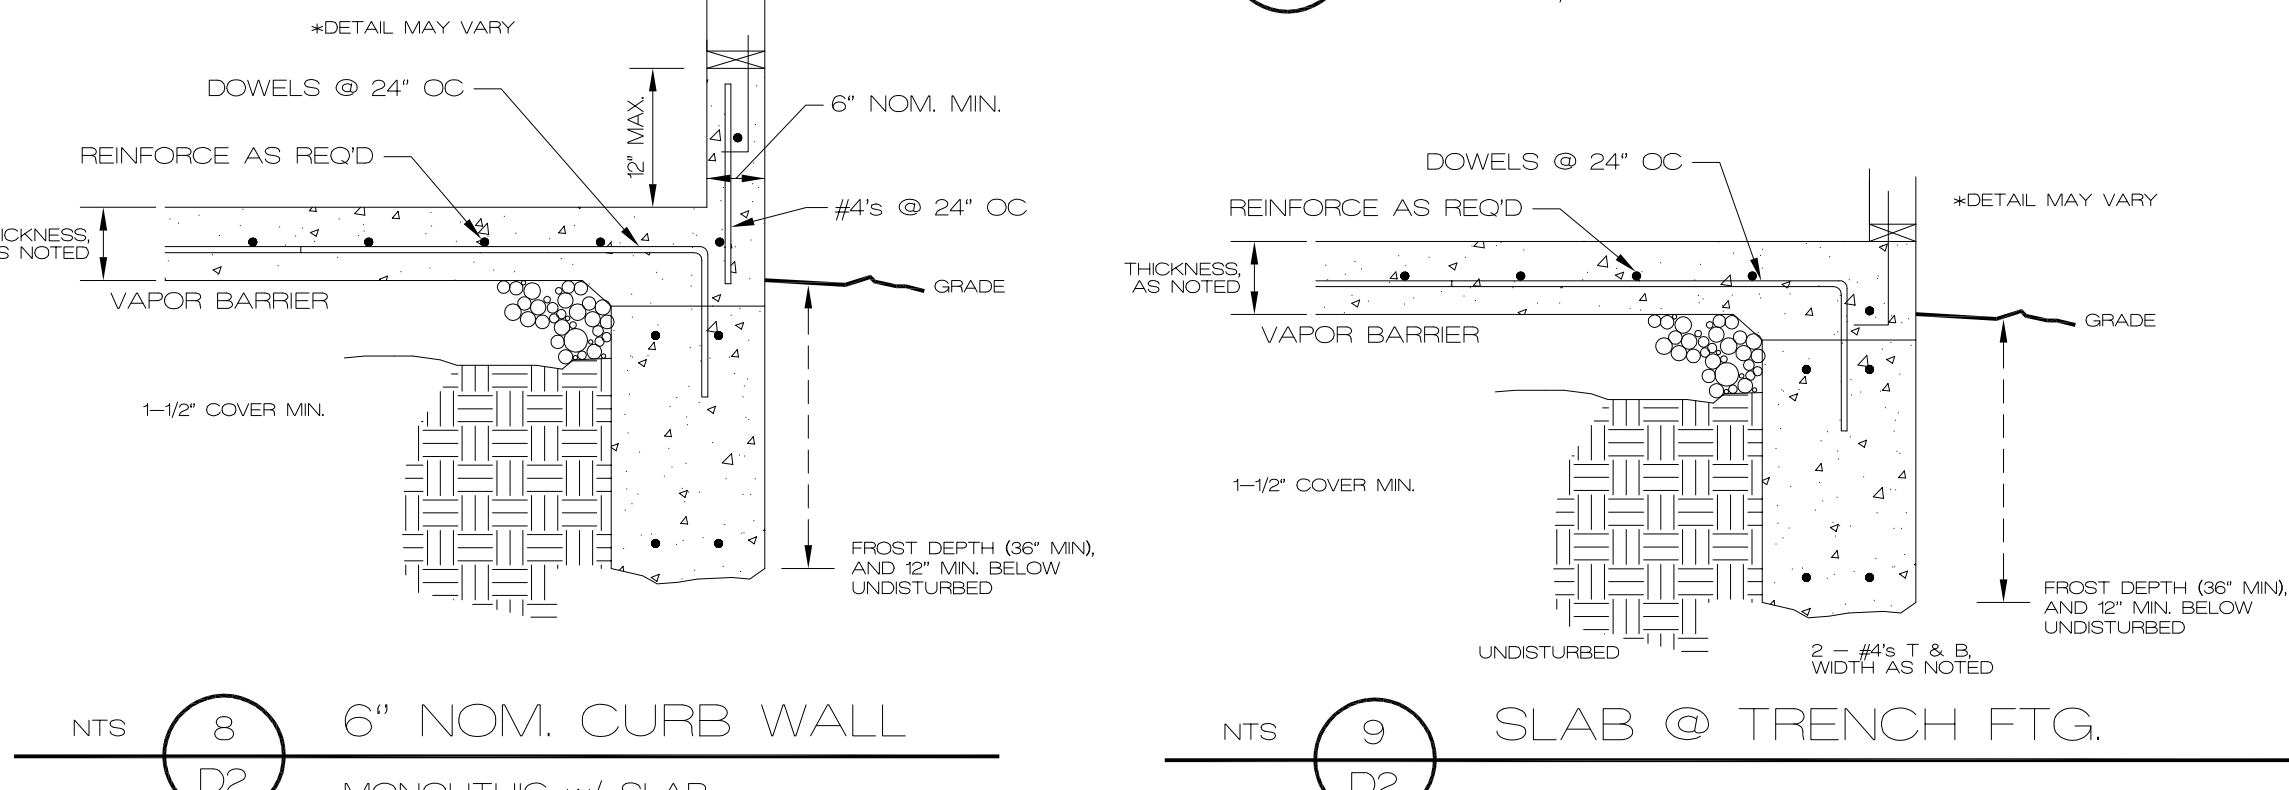 *DETAIL MAY VARY
DOWELS @ 24" OC
6" NOM. MIN.
12" MAX.
REINFORCE AS REQ'D
#4's @ 24" OC
AS NOTED
VAPOR BARRIER
GRADE
1-1/2" COVER MIN.
FROST DEPTH (36" MIN),
AND 12" MIN. BELOW
UNDISTURBED
NTS
8
D2
6" NOM. CURB WALL
MONOLITHIC w/ SLAB
DOWELS @ 24" OC
REINFORCE AS REQ'D
*DETAIL MAY VARY
THICKNESS,
AS NOTED
VAPOR BARRIER
GRADE
1-1/2" COVER MIN.
FROST DEPTH (36" MIN),
AND 12" MIN. BELOW
UNDISTURBED
UNDISTURBED
2 - #4's T & B,
WIDTH AS NOTED
NTS
9
D2
SLAB @ TRENCH FTG.